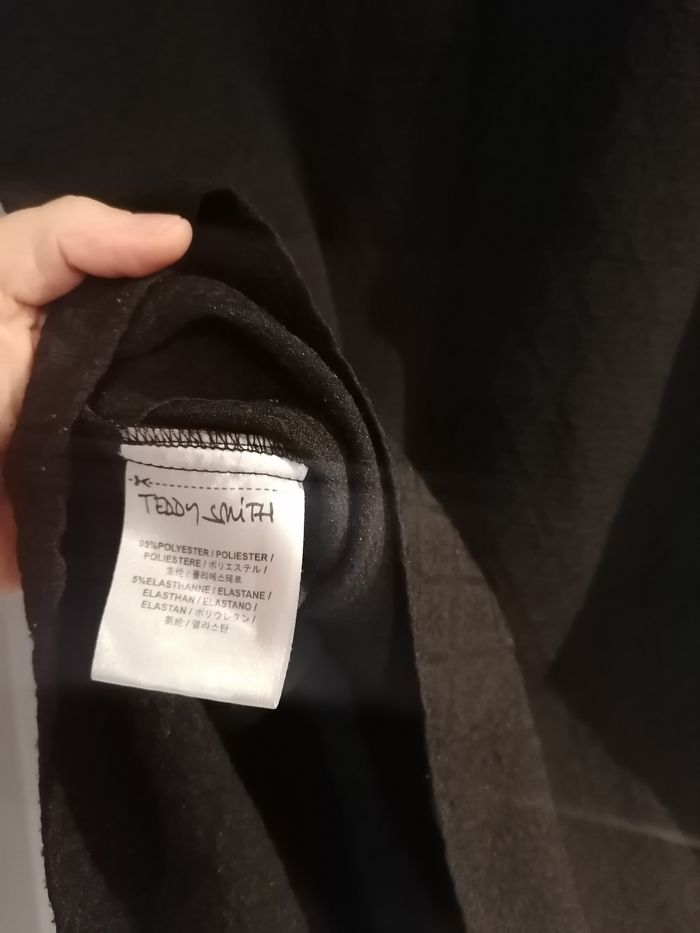 TEDDY SMITH
95%POLYESTER / POLIESTER /
POLIESTERE / ポリエステル /
涤纶 / 폴리에스테르
5%ELASTHANNE / ELASTANE /
ELASTHAN / ELASTANO /
ELASTAN / ポリウレタン /
氨纶 / 엘리스탄